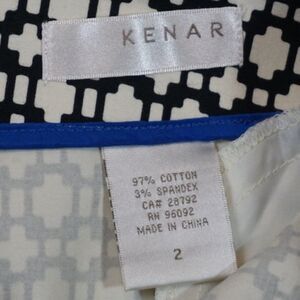 KENAR
97% COTTON
3% SPANDEX
CA# 28792
RN 96092
MADE IN CHINA
2